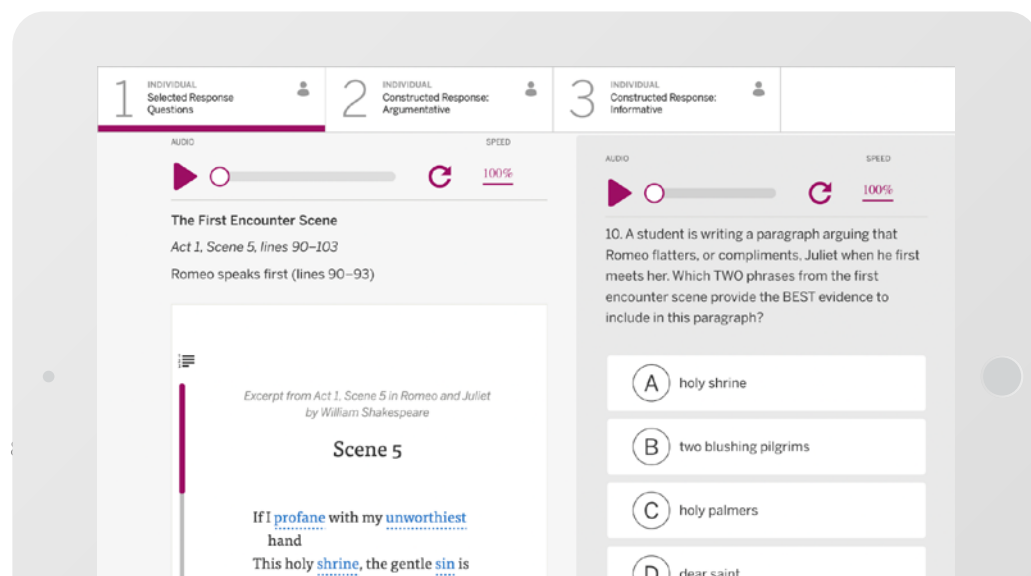 1
INDIVIDUAL
Selected Response
Questions
2
INDIVIDUAL
Constructed Response:
Argumentative
3
INDIVIDUAL
Constructed Response:
Informative
AUDIO
SPEED
100%
The First Encounter Scene
Act 1, Scene 5, lines 90–103
Romeo speaks first (lines 90–93)
Excerpt from Act 1, Scene 5 in Romeo and Juliet
by William Shakespeare
Scene 5
If I profane with my unworthiest
hand
This holy shrine, the gentle sin is
AUDIO
SPEED
100%
10. A student is writing a paragraph arguing that
Romeo flatters, or compliments, Juliet when he first
meets her. Which TWO phrases from the first
encounter scene provide the BEST evidence to
include in this paragraph?
A holy shrine
B two blushing pilgrims
C holy palmers
D dear saint